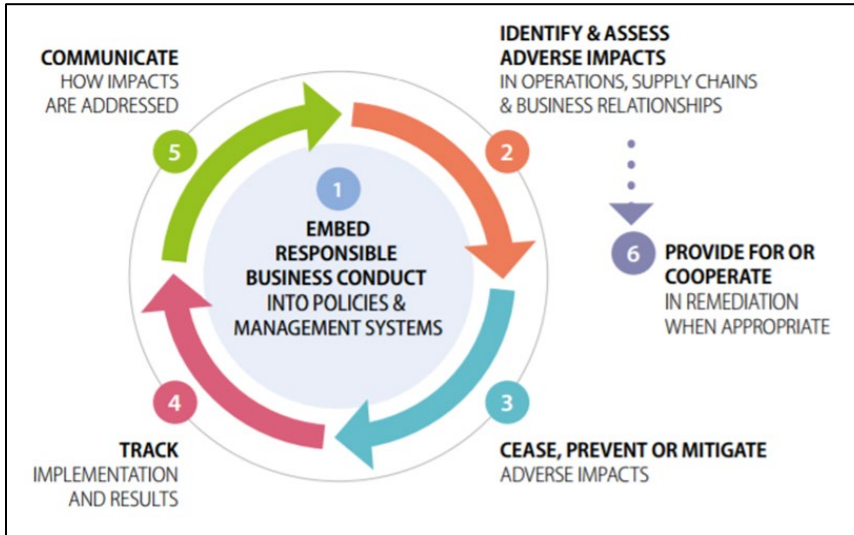 1
EMBED
RESPONSIBLE
BUSINESS CONDUCT
INTO POLICIES &
MANAGEMENT SYSTEMS
2
IDENTIFY & ASSESS
ADVERSE IMPACTS
IN OPERATIONS, SUPPLY CHAINS
& BUSINESS RELATIONSHIPS
3
CEASE, PREVENT OR MITIGATE
ADVERSE IMPACTS
4
TRACK
IMPLEMENTATION
AND RESULTS
5
COMMUNICATE
HOW IMPACTS
ARE ADDRESSED
6
PROVIDE FOR OR
COOPERATE
IN REMEDIATION
WHEN APPROPRIATE